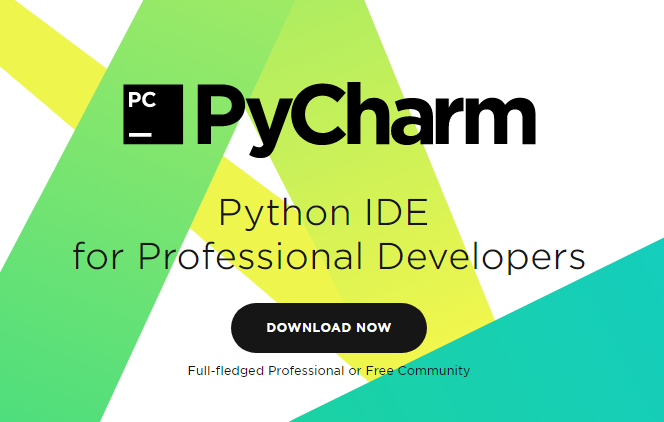 PC
PyCharm
Python IDE
for Professional Developers
DOWNLOAD NOW
Full-fledged Professional or Free Community